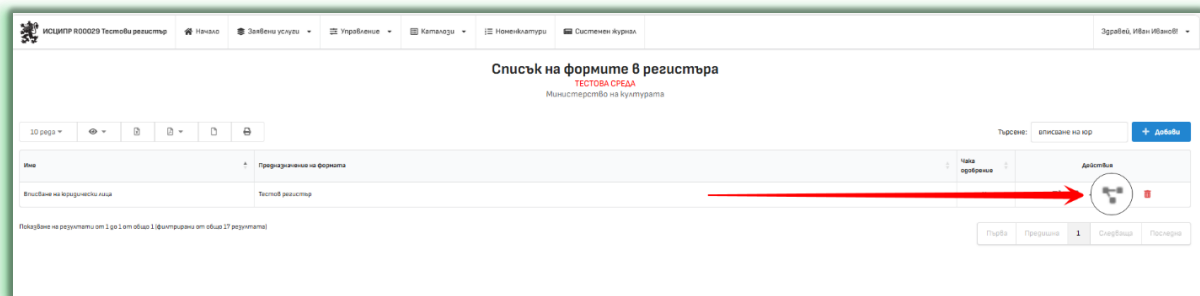 ИСЦИПР R00029 Тестови регистър Начало Заявени услуги Управление Каталози Номенклатури Системен журнал Здравей, Иван Иванов!
Списък на формите в регистъра
ТЕСТОВА СРЕДА
Министерство на културата
10 реда Търсене: вписване на юр + Добави
Име Предназначение на формата Чака одобрение Действие
Вписване на юридически лица Тестов регистър
Показване на резултати от 1 до 1 от общо 1 (филтрирани от общо 17 резултата) Първа Предишна 1 Следваща Последна